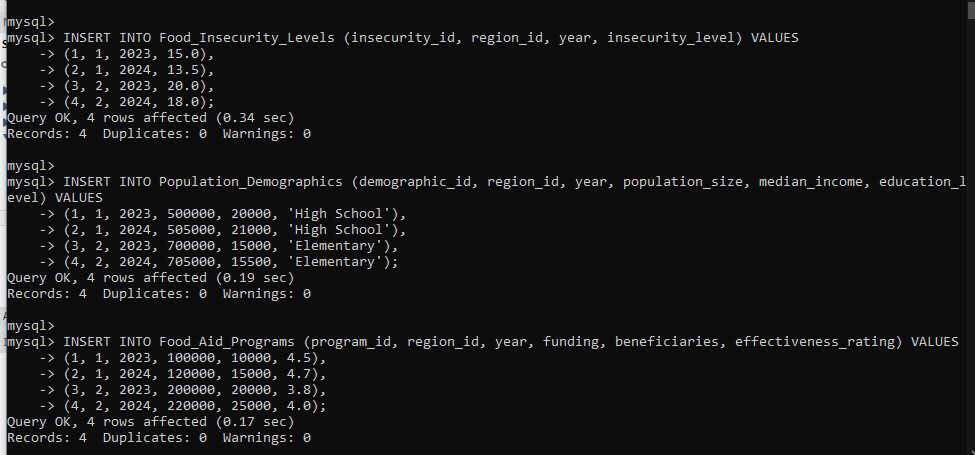 mysql>
mysql> INSERT INTO Food_Insecurity_Levels (insecurity_id, region_id, year, insecurity_level) VALUES
    -> (1, 1, 2023, 15.0),
    -> (2, 1, 2024, 13.5),
    -> (3, 2, 2023, 20.0),
    -> (4, 2, 2024, 18.0);
Query OK, 4 rows affected (0.34 sec)
Records: 4  Duplicates: 0  Warnings: 0
mysql>
mysql> INSERT INTO Population_Demographics (demographic_id, region_id, year, population_size, median_income, education_l
evel) VALUES
    -> (1, 1, 2023, 500000, 20000, 'High School'),
    -> (2, 1, 2024, 505000, 21000, 'High School'),
    -> (3, 2, 2023, 700000, 15000, 'Elementary'),
    -> (4, 2, 2024, 705000, 15500, 'Elementary');
Query OK, 4 rows affected (0.19 sec)
Records: 4  Duplicates: 0  Warnings: 0
mysql>
mysql> INSERT INTO Food_Aid_Programs (program_id, region_id, year, funding, beneficiaries, effectiveness_rating) VALUES
    -> (1, 1, 2023, 100000, 10000, 4.5),
    -> (2, 1, 2024, 120000, 15000, 4.7),
    -> (3, 2, 2023, 200000, 20000, 3.8),
    -> (4, 2, 2024, 220000, 25000, 4.0);
Query OK, 4 rows affected (0.17 sec)
Records: 4  Duplicates: 0  Warnings: 0